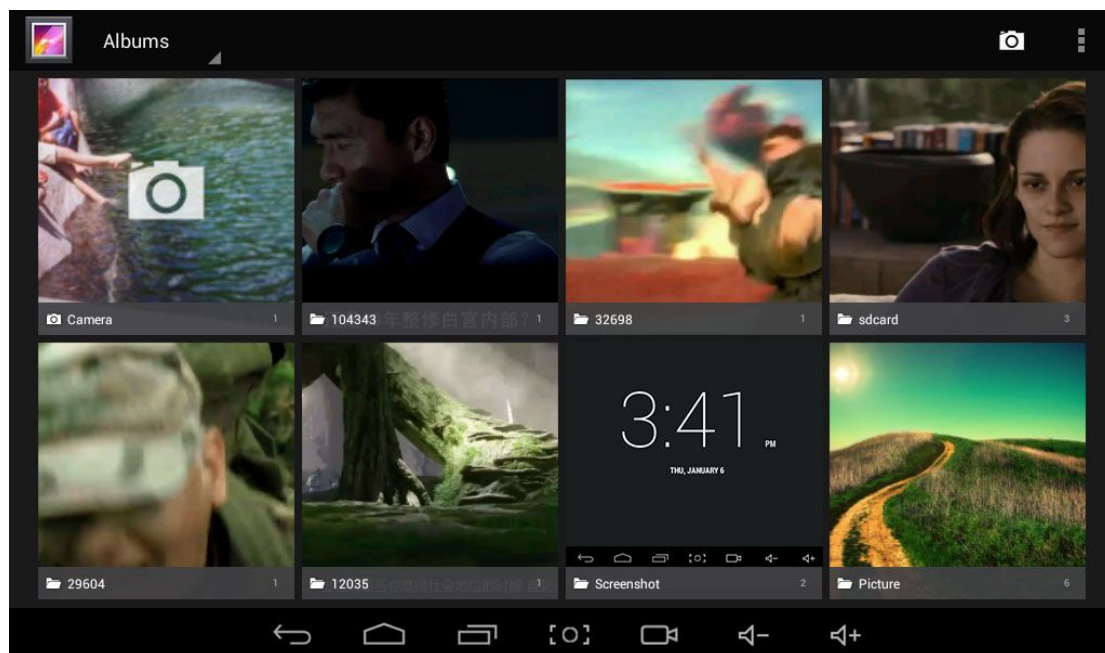 Albums
Camera 1
104343 1
年整修白宮内部?
32698 1
sdcard 3
29604 1
12035 1
3:41 PM
THU, JANUARY 6
Screenshot 2
Picture 6